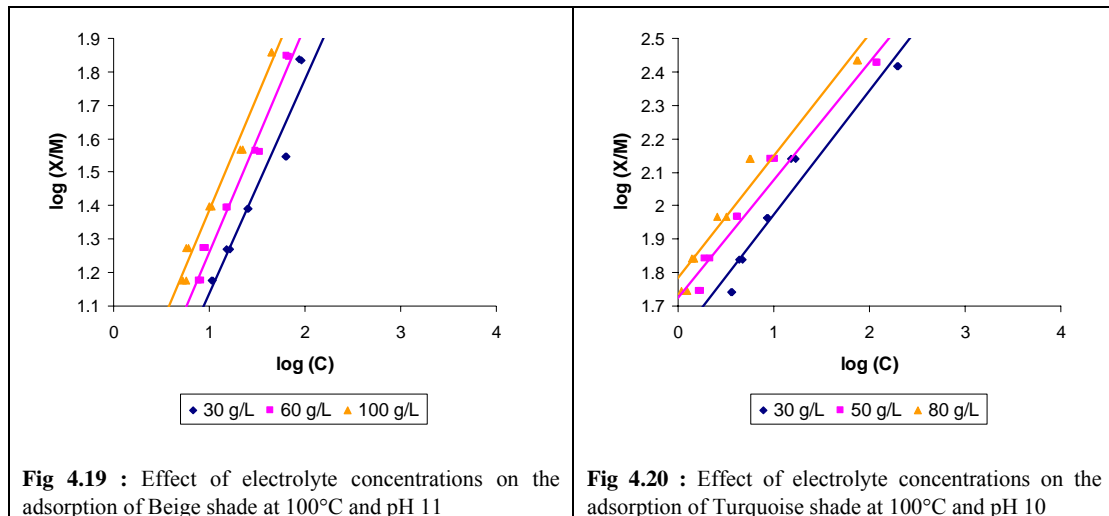 1.9
1.8
1.7
1.6
1.5
1.4
1.3
1.2
1.1
log (X/M)
0 1 2 3 4
log (C)
30 g/L 60 g/L 100 g/L
Fig 4.19 : Effect of electrolyte concentrations on the
adsorption of Beige shade at 100°C and pH 11
2.5
2.4
2.3
2.2
2.1
2
1.9
1.8
1.7
log (X/M)
0 1 2 3 4
log (C)
30 g/L 50 g/L 80 g/L
Fig 4.20 : Effect of electrolyte concentrations on the
adsorption of Turquoise shade at 100°C and pH 10